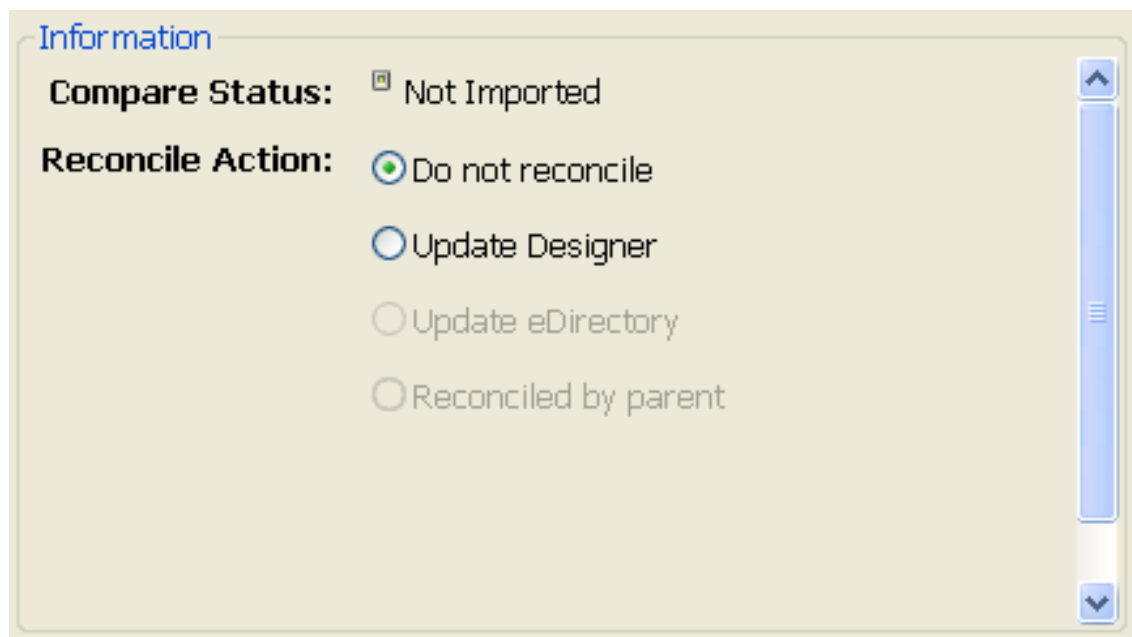 Information
Compare Status: Not Imported
Reconcile Action: Do not reconcile
Update Designer
Update eDirectory
Reconciled by parent